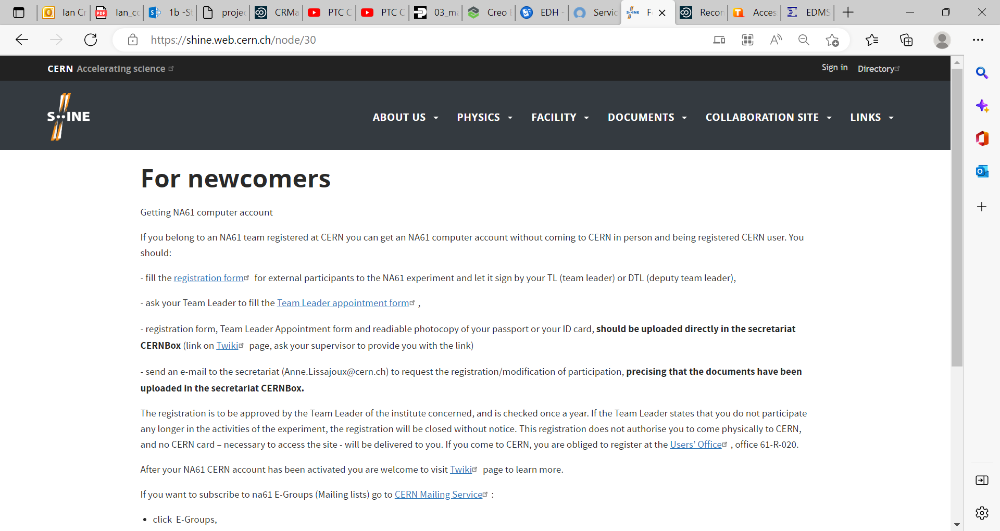 Ian Cr
Ian_cc
1b -St
projec
CRMa
PTC C
PTC C
03_ma
Creo
EDH -
Servic
F
Recon
Acces
EDMS
https://shine.web.cern.ch/node/30
CERN Accelerating science
Sign in
Directory
S··INE
ABOUT US
PHYSICS
FACILITY
DOCUMENTS
COLLABORATION SITE
LINKS
For newcomers
Getting NA61 computer account
If you belong to an NA61 team registered at CERN you can get an NA61 computer account without coming to CERN in person and being registered CERN user. You
should:
- fill the registration form for external participants to the NA61 experiment and let it sign by your TL (team leader) or DTL (deputy team leader),
- ask your Team Leader to fill the Team Leader appointment form ,
- registration form, Team Leader Appointment form and readiable photocopy of your passport or your ID card, should be uploaded directly in the secretariat
CERNBox (link on Twiki page, ask your supervisor to provide you with the link)
- send an e-mail to the secretariat (Anne.Lissajoux@cern.ch) to request the registration/modification of participation, precising that the documents have been
uploaded in the secretariat CERNBox.
The registration is to be approved by the Team Leader of the institute concerned, and is checked once a year. If the Team Leader states that you do not participate
any longer in the activities of the experiment, the registration will be closed without notice. This registration does not authorise you to come physically to CERN,
and no CERN card – necessary to access the site - will be delivered to you. If you come to CERN, you are obliged to register at the Users' Office , office 61-R-020.
After your NA61 CERN account has been activated you are welcome to visit Twiki page to learn more.
If you want to subscribe to na61 E-Groups (Mailing lists) go to CERN Mailing Service :
• click E-Groups,